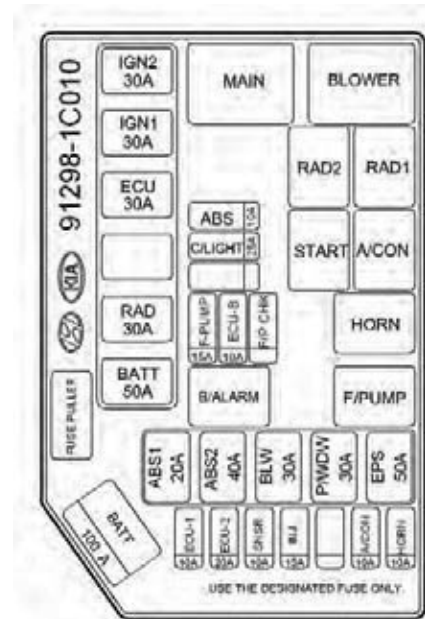 91298-1C010
KIA
FUSE PULLER
IGN2
30A
IGN1
30A
ECU
30A
RAD
30A
BATT
50A
MAIN
BLOWER
RAD2
RAD1
ABS 10A
C/LIGHT 25A
START
A/CON
F-PUMP 15A
ECU-B 10A
F/P CHK
HORN
B/ALARM
F/PUMP
ABS1
20A
ABS2
40A
BLW
30A
P/WDW
30A
EPS
50A
BATT
100 A
ECU-1 10A
ECU-2 20A
SNSR 10A
INJ. 15A
A/CON 10A
HORN 10A
USE THE DESIGNATED FUSE ONLY.